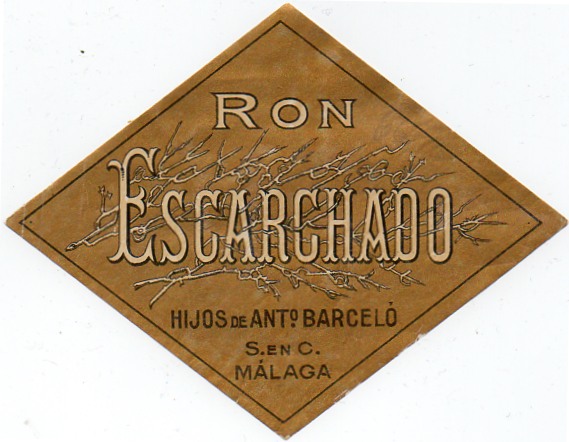 RON
ESCARCHADO
HIJOS DE ANTº BARCELÓ
S. EN C.
MÁLAGA